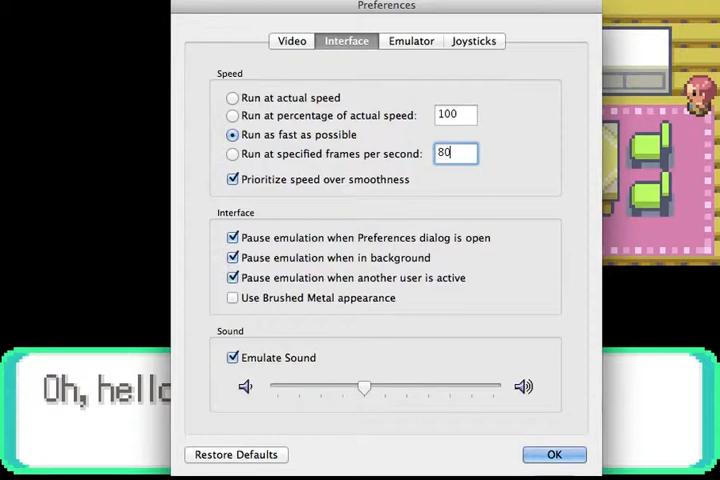 Preferences
Video Interface Emulator Joysticks
Speed
Run at actual speed
Run at percentage of actual speed: 100
Run as fast as possible
Run at specified frames per second: 80
Prioritize speed over smoothness
Interface
Pause emulation when Preferences dialog is open
Pause emulation when in background
Pause emulation when another user is active
Use Brushed Metal appearance
Sound
Emulate Sound
Oh, hello
Restore Defaults OK